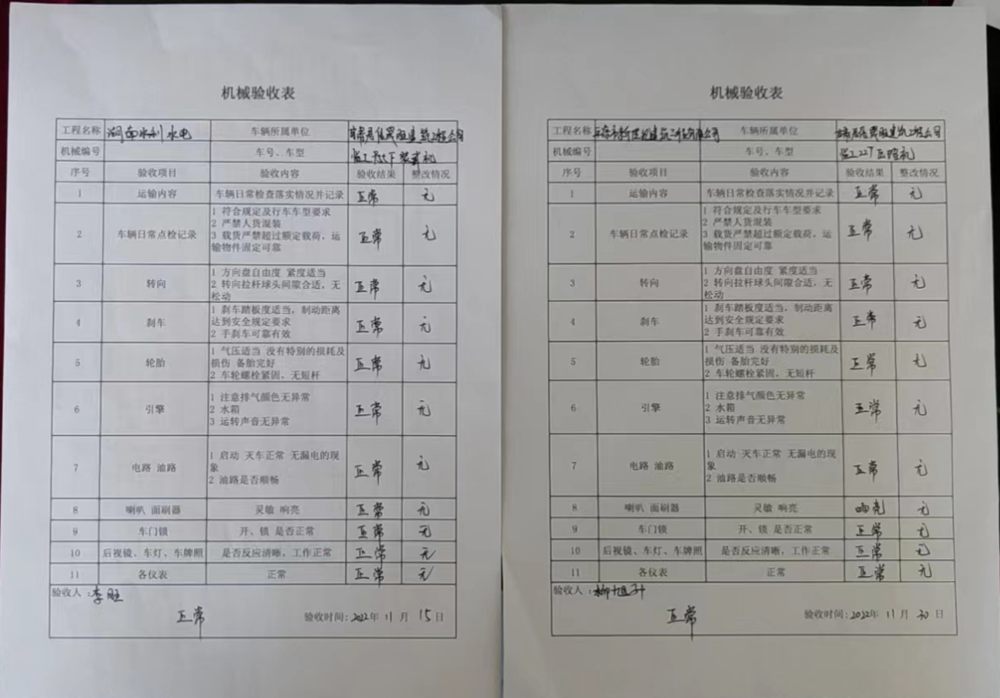 机械验收表
工程名称 湖南水利水电 车辆所属单位 建筑工程公司
机械编号 车号、车型
序号 验收项目 验收内容 验收结果 整改情况
1 运输内容 车辆日常检查落实情况并记录 正常 无
2 车辆日常点检记录 1 符合规定及行车车型要求 正常 无
2 严禁人货混装
3 载货严禁超过额定载荷，运
输物件固定可靠
3 转向 1 方向盘自由度 紧度适当 正常 无
2 转向拉杆球头间隙合适，无
松动
4 刹车 1 刹车踏板度适当，制动距离 正常 无
达到安全规定要求
2 手刹车可靠有效
5 轮胎 1 气压适当 没有特别的损耗及 正常 无
损伤 备胎完好
2 车轮螺栓紧固，无短杆
6 引擎 1 注意排气颜色无异常 正常 无
2 水箱
3 运转声音无异常
7 电路 油路 1 启动 灭车正常 无漏电的现 正常 无
象
2 油路是否顺畅
8 喇叭 面刷器 灵敏 响亮 正常 无
9 车门锁 开、锁 是否正常 正常 无
10 后视镜、车灯、车牌照 是否反应清晰，工作正常 正常 无
11 各仪表 正常 正常 无
验收人：李旺
正常 验收时间：2022年 11 月 15 日
机械验收表
工程名称 建筑工程有限公司 车辆所属单位 建筑工程公司
机械编号 车号、车型
序号 验收项目 验收内容 验收结果 整改情况
1 运输内容 车辆日常检查落实情况并记录 正常 无
2 车辆日常点检记录 1 符合规定及行车车型要求 正常 无
2 严禁人货混装
3 载货严禁超过额定载荷，运
输物件固定可靠
3 转向 1 方向盘自由度 紧度适当 正常 无
2 转向拉杆球头间隙合适，无
松动
4 刹车 1 刹车踏板度适当，制动距离 正常 无
达到安全规定要求
2 手刹车可靠有效
5 轮胎 1 气压适当 没有特别的损耗及 正常 无
损伤 备胎完好
2 车轮螺栓紧固，无短杆
6 引擎 1 注意排气颜色无异常 正常 无
2 水箱
3 运转声音无异常
7 电路 油路 1 启动 灭车正常 无漏电的现 正常 无
象
2 油路是否顺畅
8 喇叭 面刷器 灵敏 响亮 响亮 无
9 车门锁 开、锁 是否正常 正常 无
10 后视镜、车灯、车牌照 是否反应清晰，工作正常 正常 无
11 各仪表 正常 正常 无
验收人：柳旭升
正常 验收时间：2022年 11 月 30 日